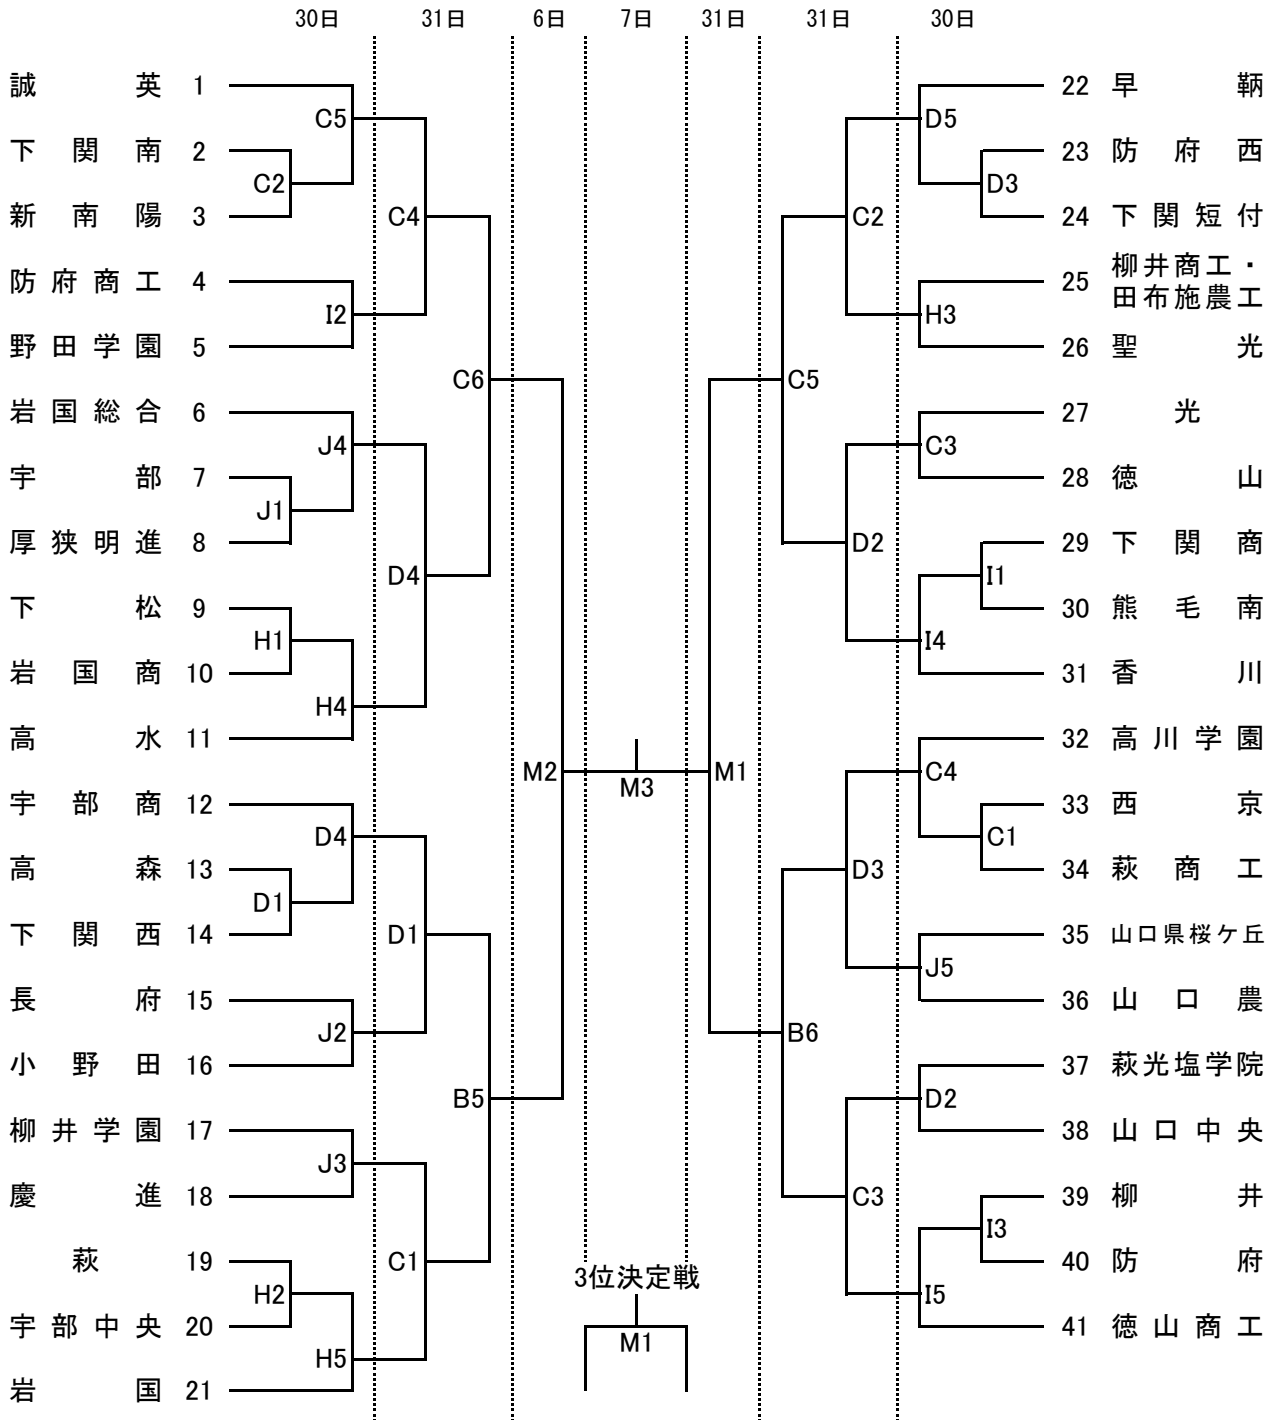 30日 31日 6日 7日 31日 31日 30日
誠英 1
C5
下関南 2
C2
新南陽 3
C4
防府商工 4
I2
野田学園 5
C6
岩国総合 6
J4
宇部 7
J1
厚狭明進 8
D4
下松 9
H1
岩国商 10
H4
高水 11
M2
宇部商 12
D4
高森 13
D1
下関西 14
D1
長府 15
J2
小野田 16
B5
柳井学園 17
J3
慶進 18
C1
萩 19
H2
宇部中央 20
H5
岩国 21
M3
3位決定戦
M1
22 早鞆
D5
23 防府西
D3
24 下関短付
C2
25 柳井商工・
田布施農工
H3
26 聖光
C5
27 光
C3
28 徳山
D2
29 下関商
I1
30 熊毛南
I4
31 香川
M1
32 高川学園
C4
33 西京
C1
34 萩商工
D3
35 山口県桜ケ丘
J5
36 山口農
B6
37 萩光塩学院
D2
38 山口中央
C3
39 柳井
I3
40 防府
I5
41 徳山商工